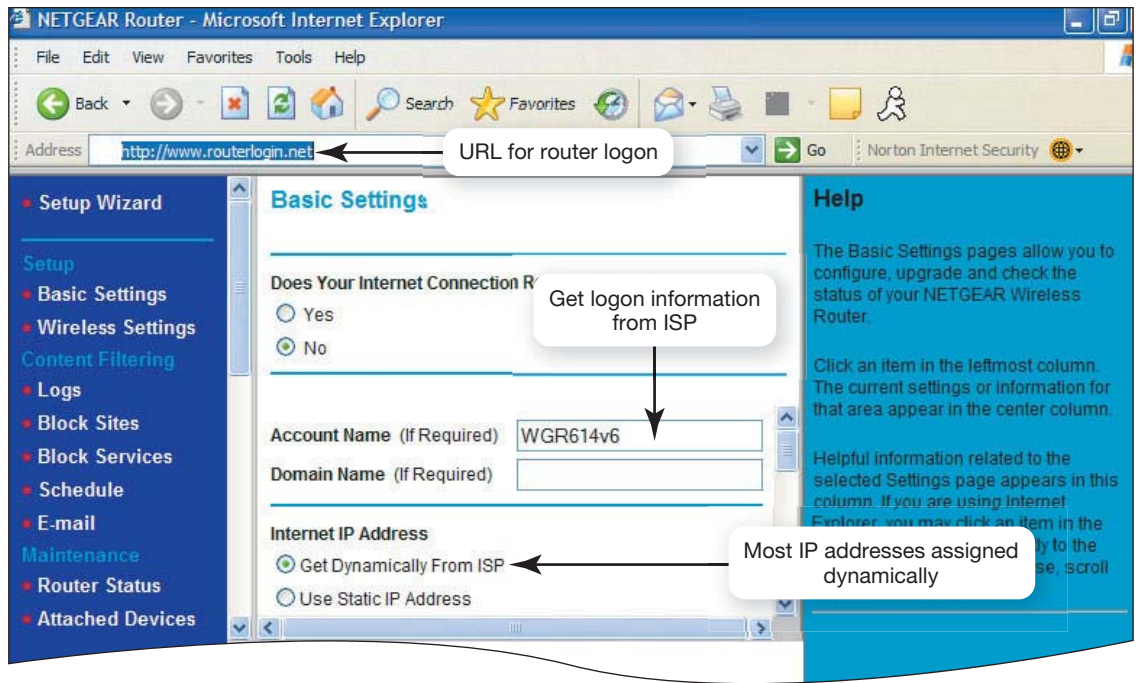 NETGEAR Router - Microsoft Internet Explorer
File Edit View Favorites Tools Help
Back Search Favorites
Address http://www.routerlogin.net Go Norton Internet Security
URL for router logon
Setup Wizard
Setup
Basic Settings
Wireless Settings
Content Filtering
Logs
Block Sites
Block Services
Schedule
E-mail
Maintenance
Router Status
Attached Devices
Basic Settings
Does Your Internet Connection
Yes
No
Get logon information
from ISP
Account Name (If Required) WGR614v6
Domain Name (If Required)
Internet IP Address
Get Dynamically From ISP
Use Static IP Address
Most IP addresses assigned
dynamically
Help
The Basic Settings pages allow you to
configure, upgrade and check the
status of your NETGEAR Wireless
Router.
Click an item in the leftmost column.
The current settings or information for
that area appear in the center column.
Helpful information related to the
selected Settings page appears in this
column. If you are using Internet
Explorer, you may click an item in the
to the
scroll